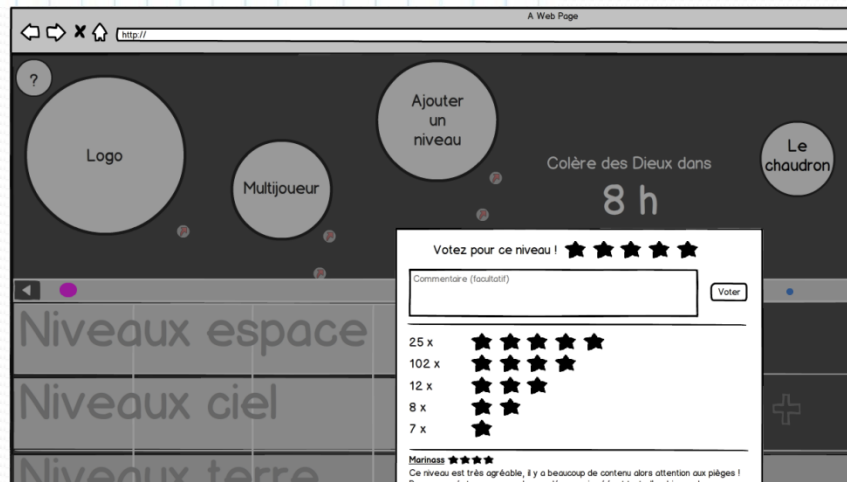 A Web Page
http://
?
Logo
Multijoueur
Ajouter
un
niveau
Colère des Dieux dans
8 h
Le
chaudron
Votez pour ce niveau !
Commentaire (facultatif)
Voter
25 x
102 x
12 x
8 x
7 x
Niveaux espace
Niveaux ciel
Niveaux terre
Marinass
Ce niveau est très agréable, il y a beaucoup de contenu alors attention aux pièges !